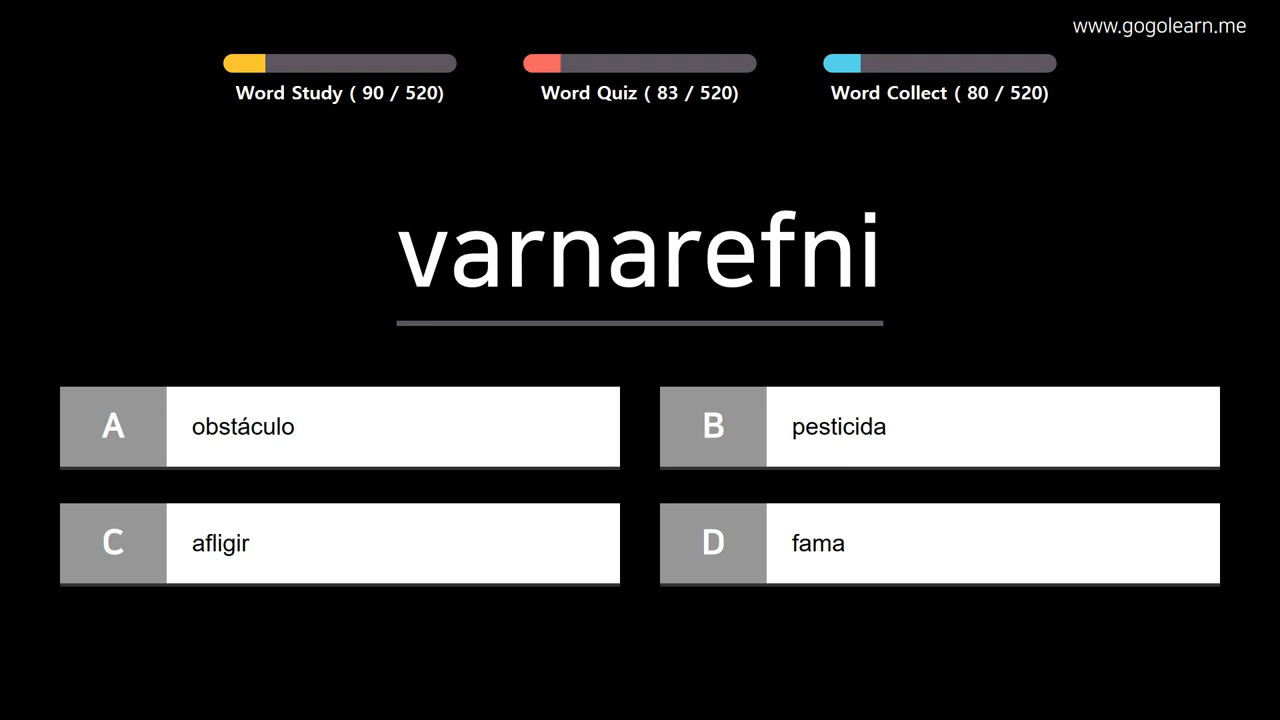 www.gogolearn.me
Word Study ( 90 / 520)
Word Quiz ( 83 / 520)
Word Collect ( 80 / 520)
varnarefni
A obstáculo
B pesticida
C afligir
D fama